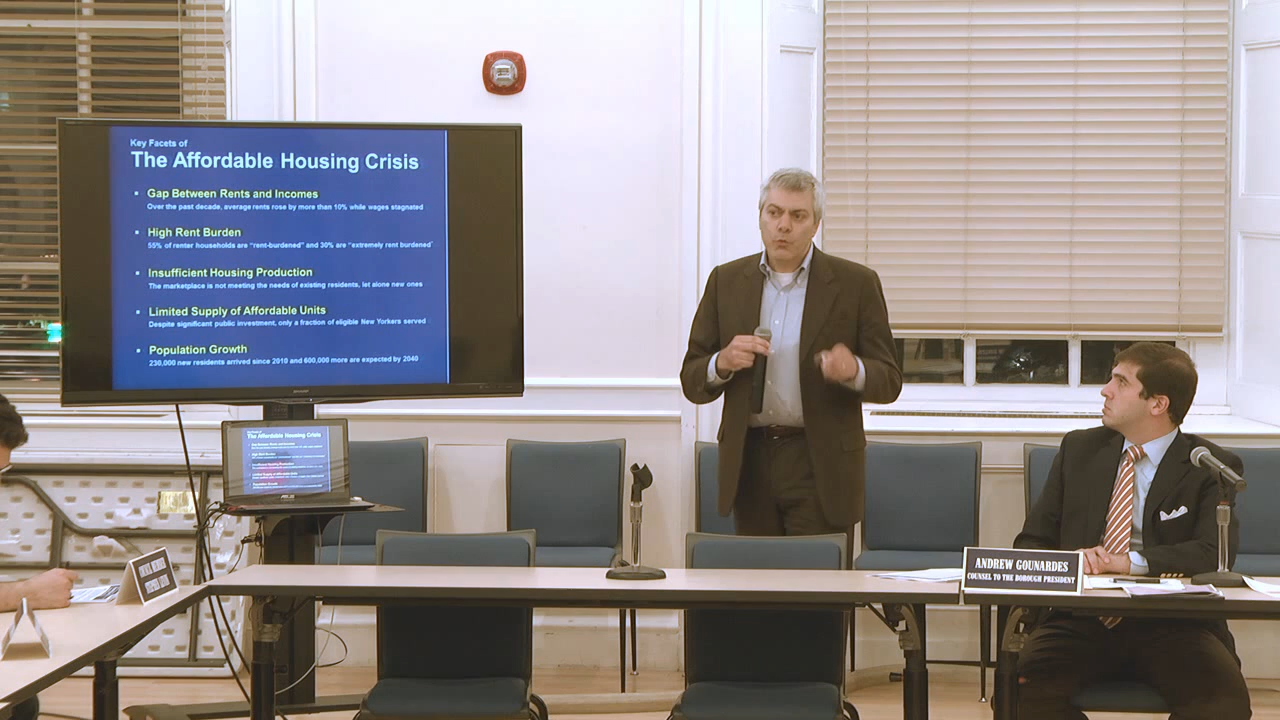 Key Facets of
The Affordable Housing Crisis
▪ Gap Between Rents and Incomes
Over the past decade, average rents rose by more than 10% while wages stagnated
▪ High Rent Burden
55% of renter households are "rent-burdened" and 30% are "extremely rent burdened"
▪ Insufficient Housing Production
The marketplace is not meeting the needs of existing residents, let alone new ones
▪ Limited Supply of Affordable Units
Despite significant public investment, only a fraction of eligible New Yorkers served
▪ Population Growth
230,000 new residents arrived since 2010 and 600,000 more are expected by 2040
The Affordable Housing Crisis
ASUS
ANDREW GOUNARDES
COUNSEL TO THE BOROUGH PRESIDENT